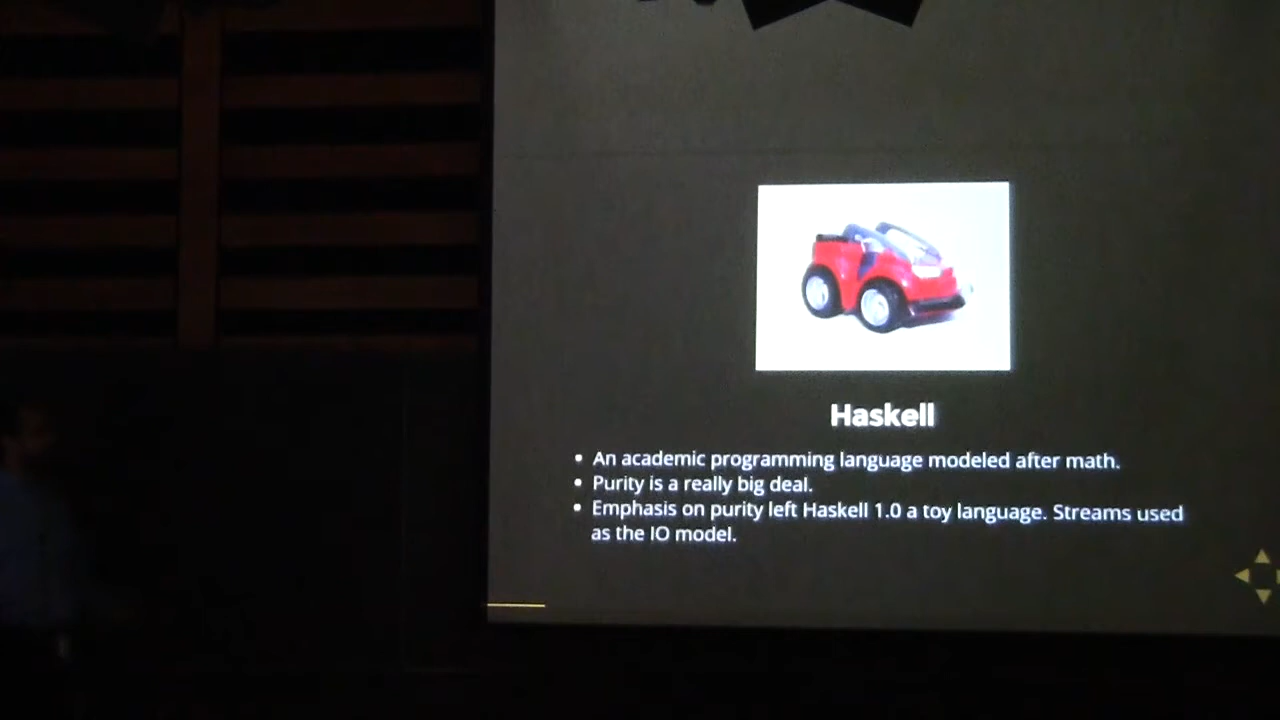 Haskell
• An academic programming language modeled after math.
• Purity is a really big deal.
• Emphasis on purity left Haskell 1.0 a toy language. Streams used
as the IO model.